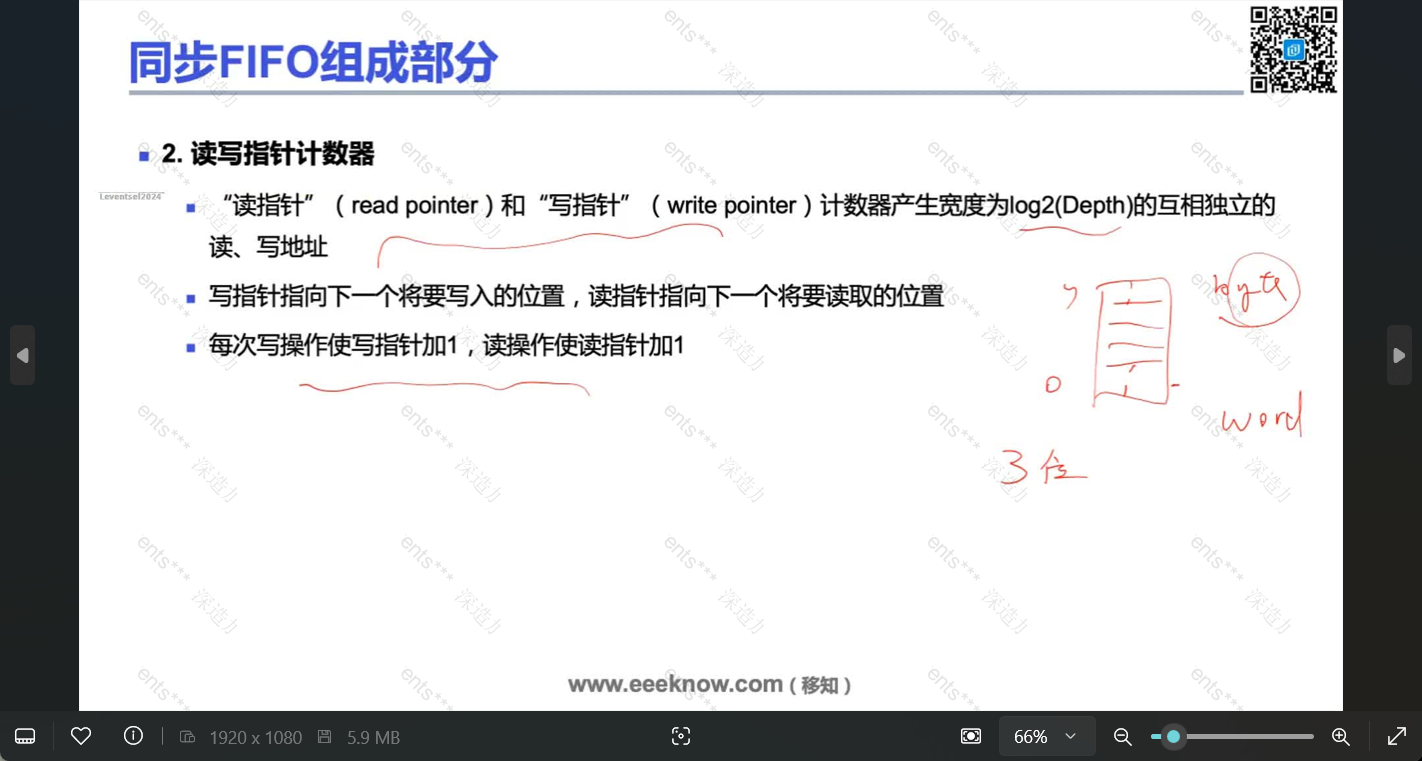 同步FIFO组成部分
2. 读写指针计数器
Leventsel2024
“读指针”（read pointer）和“写指针”（write pointer）计数器产生宽度为log2(Depth)的互相独立的
读、写地址
写指针指向下一个将要写入的位置，读指针指向下一个将要读取的位置
每次写操作使写指针加1，读操作使读指针加1
7
byte
0
word
3位
www.eeeknow.com（移知）
ents*** 深造
1920 x 1080
5.9 MB
66%